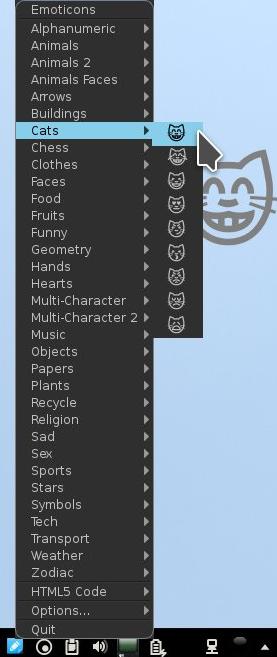 Emoticons
Alphanumeric
Animals
Animals 2
Animals Faces
Arrows
Buildings
Cats
Chess
Clothes
Faces
Food
Fruits
Funny
Geometry
Hands
Hearts
Multi-Character
Multi-Character 2
Music
Objects
Papers
Plants
Recycle
Religion
Sad
Sex
Sports
Stars
Symbols
Tech
Transport
Weather
Zodiac
HTML5 Code
Options...
Quit